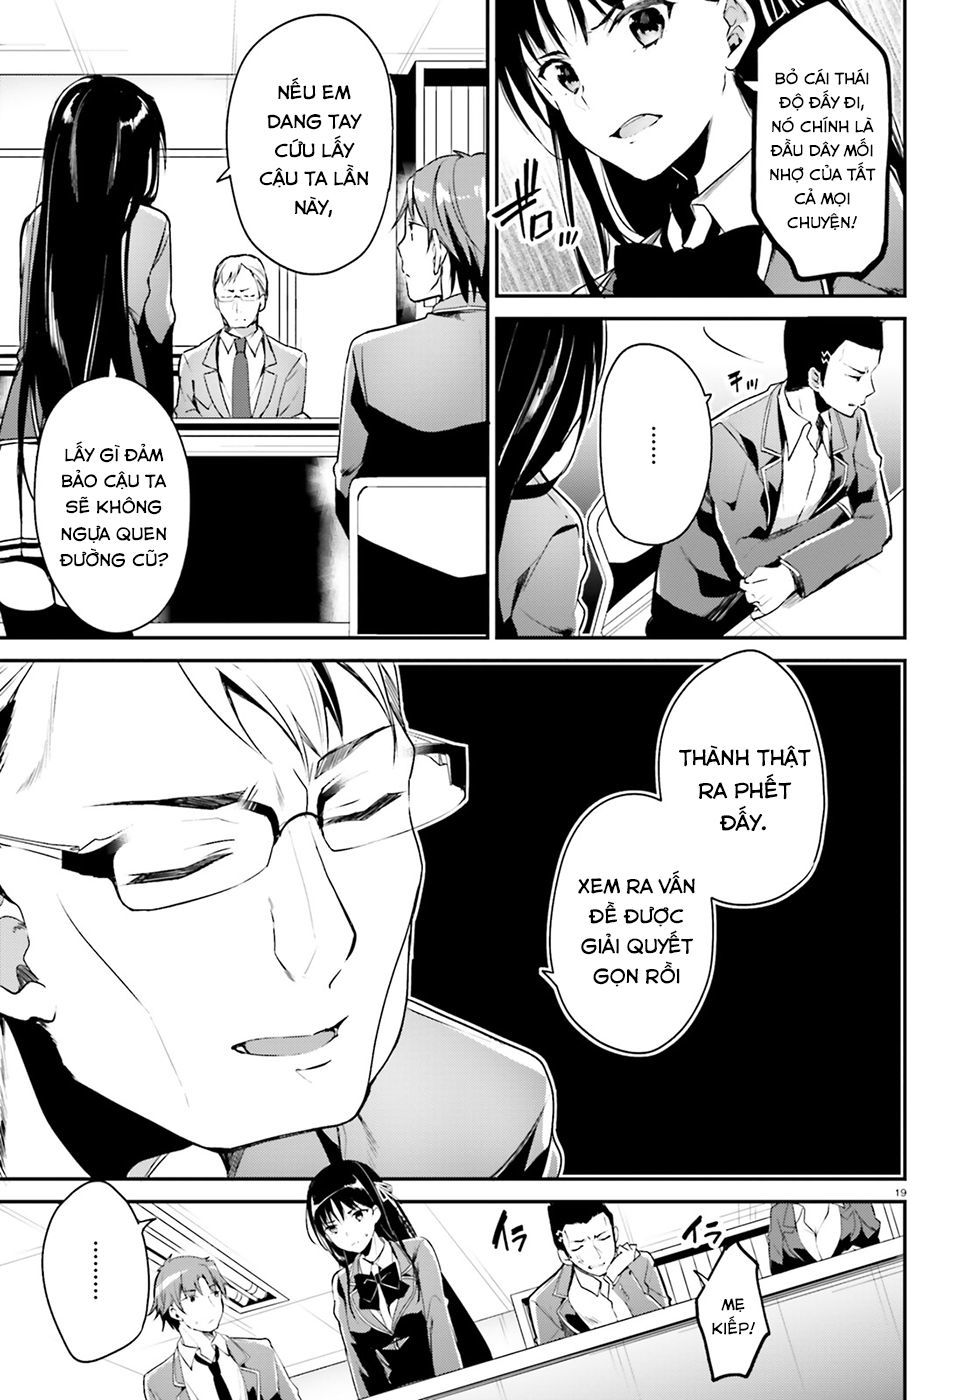 BỎ CÁI THÁI
ĐỘ ĐẤY ĐI,
NÓ CHÍNH LÀ
ĐẦU DÂY MỐI
NHỢ CỦA TẤT
CẢ MỌI
CHUYỆN!
ギロ
……
NẾU EM
DANG TAY
CỨU LẤY
CẬU TA LẦN
NÀY,
LẤY GÌ ĐẢM
BẢO CẬU TA
SẼ KHÔNG
NGỰA QUEN
ĐƯỜNG CŨ?
THÀNH THẬT
RA PHẾT
ĐẤY.
XEM RA VẤN
ĐỀ ĐƯỢC
GIẢI QUYẾT
GỌN RỒI
19
イラ
イラ
MẸ
KIẾP!
……